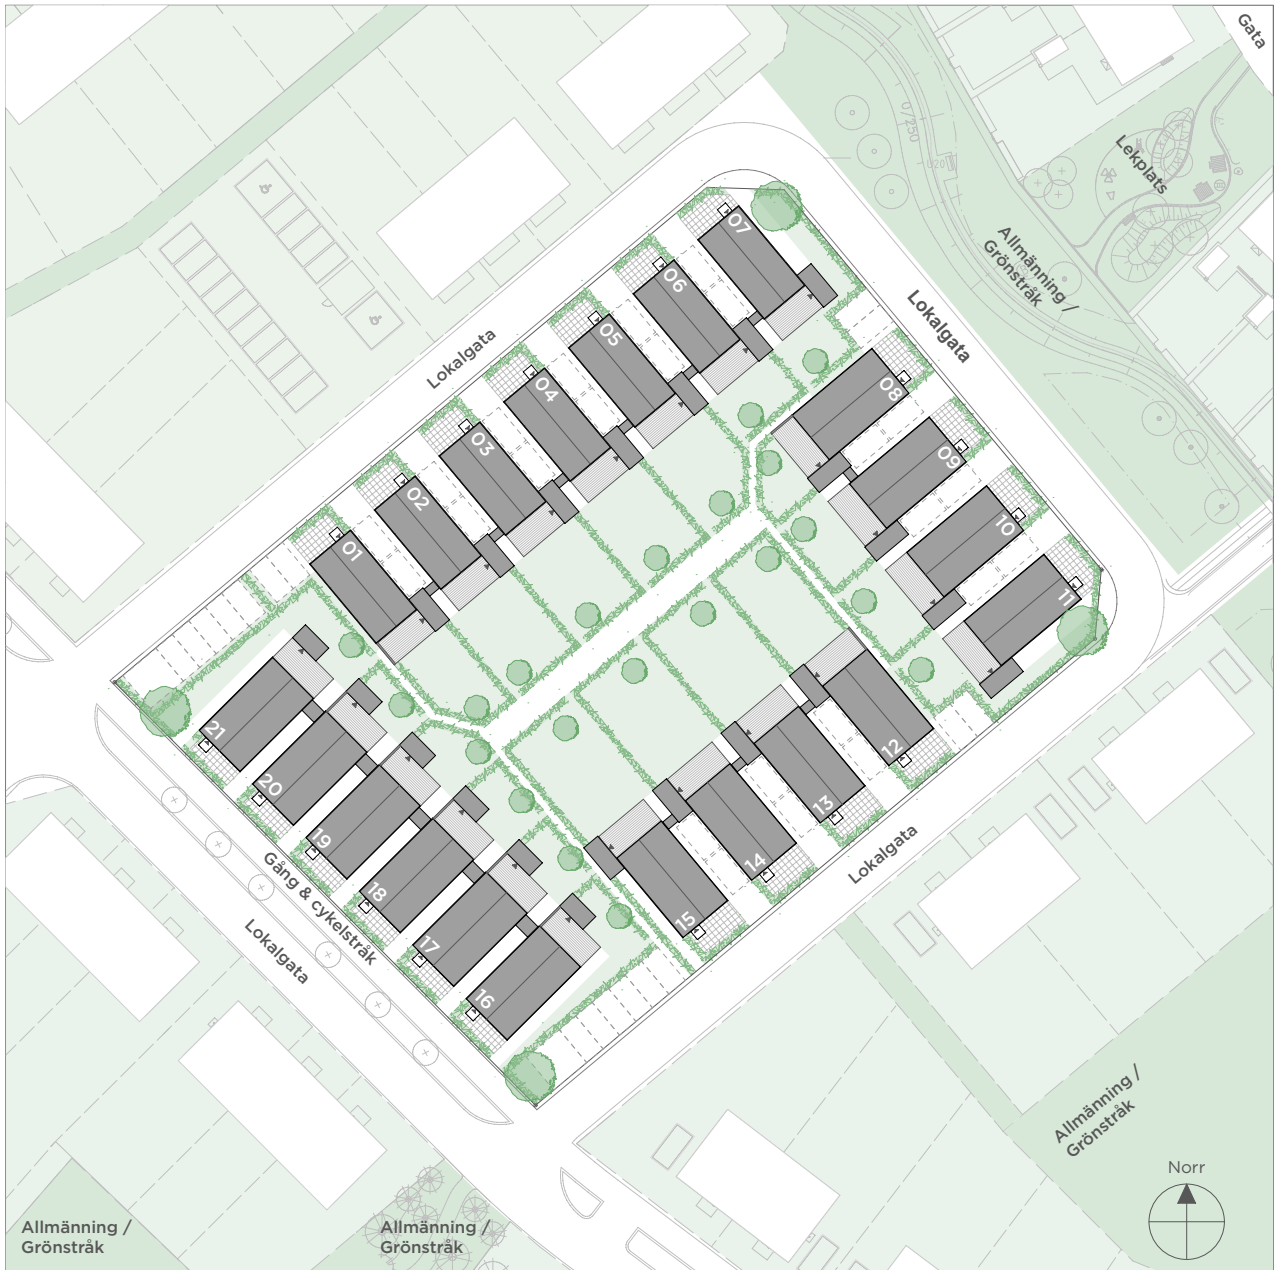 Gata
0/250
Lekplats
Allmänning /
Grönstråk
Lokalgata
Lokalgata
07
06
05
04
03
02
01
08
09
10
11
12
13
14
15
21
20
19
18
17
16
Gång & cykelstråk
Lokalgata
Lokalgata
Allmänning /
Grönstråk
Norr
Allmänning /
Grönstråk
Allmänning /
Grönstråk